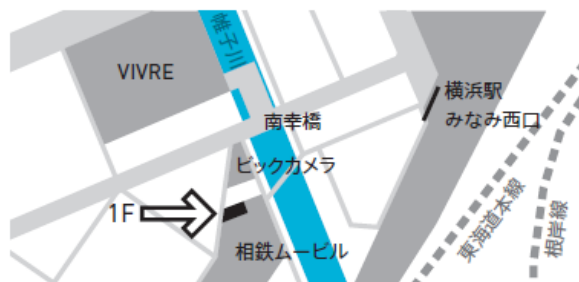 帷子川
VIVRE
横浜駅
みなみ西口
南幸橋
ビックカメラ
1F
相鉄ムービル
東海道本線
根岸線